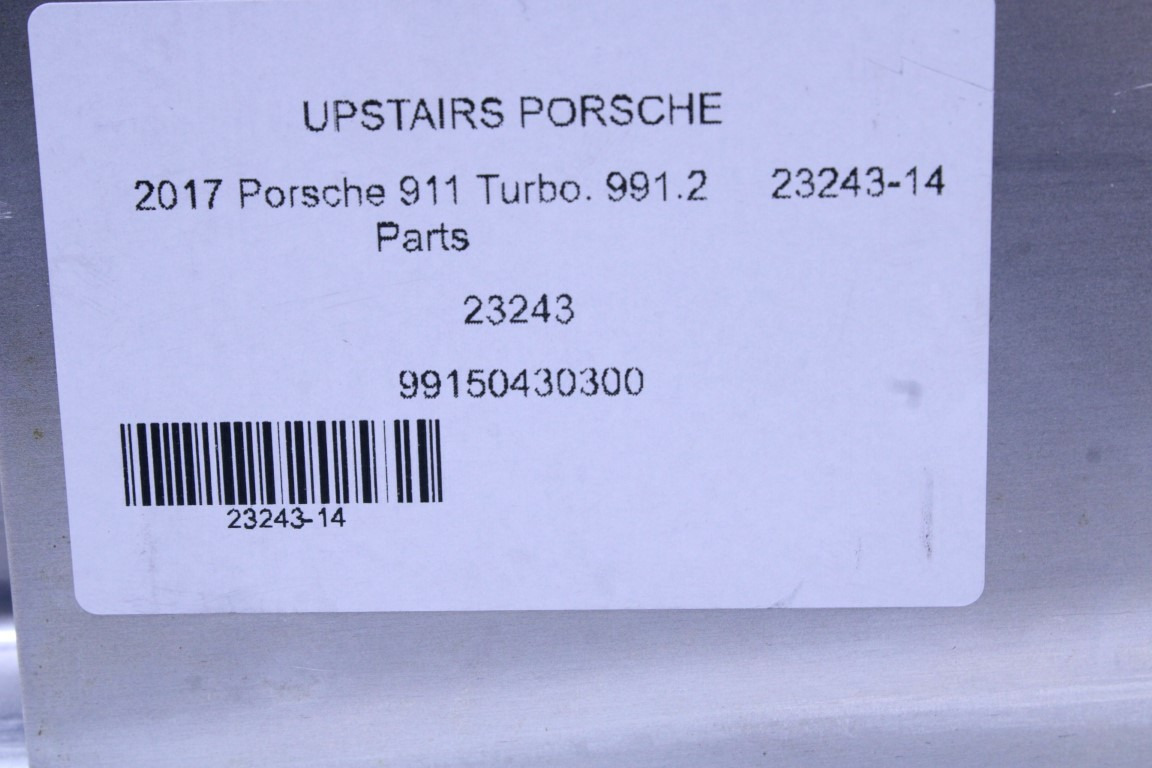 UPSTAIRS PORSCHE
2017 Porsche 911 Turbo. 991.2 23243-14
Parts
23243
99150430300
23243-14